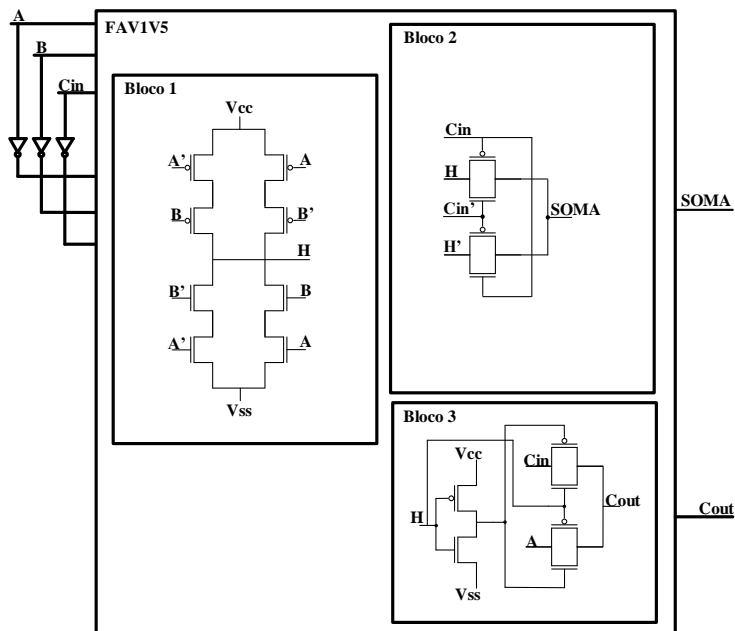 A
B
Cin
FAV1V5
Bloco 1
Vcc
A’
A
B
B’
H
B’
B
A’
A
Vss
Bloco 2
Cin
H
Cin’
SOMA
H’
Bloco 3
Vcc
Cin
H
Cout
A
Vss
SOMA
Cout